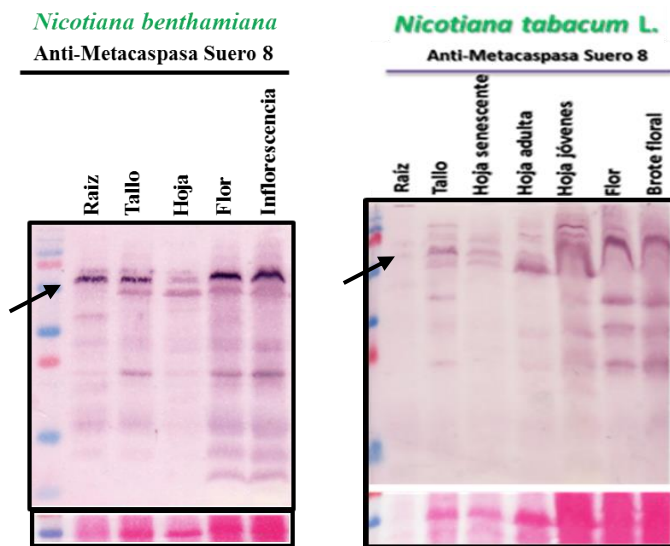 Nicotiana benthamiana
Anti-Metacaspasa Suero 8
Raiz
Tallo
Hoja
Flor
Inflorescencia
Nicotiana tabacum L.
Anti-Metacaspasa Suero 8
Raíz
Tallo
Hoja senescente
Hoja adulta
Hoja jóvenes
Flor
Brote floral